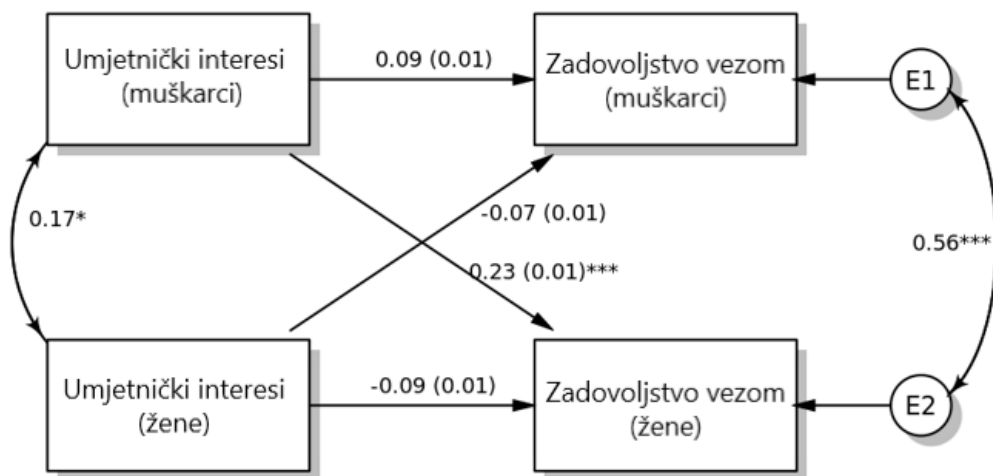 Umjetnički interesi
(muškarci)
0.09 (0.01)
Zadovoljstvo vezom
(muškarci)
E1
0.17*
-0.07 (0.01)
0.23 (0.01)***
0.56***
Umjetnički interesi
(žene)
-0.09 (0.01)
Zadovoljstvo vezom
(žene)
E2